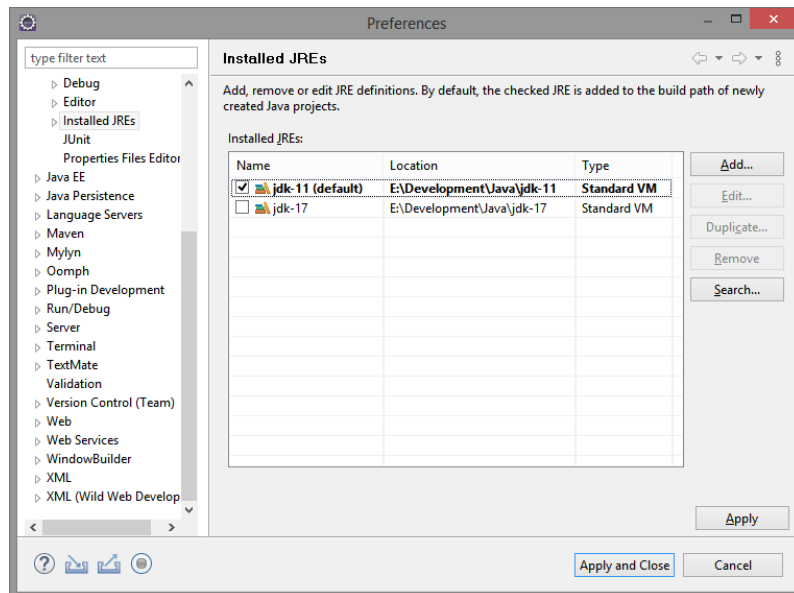 Preferences
type filter text
Debug
Editor
Installed JREs
JUnit
Properties Files Editor
Java EE
Java Persistence
Language Servers
Maven
Mylyn
Oomph
Plug-in Development
Run/Debug
Server
Terminal
TextMate
Validation
Version Control (Team)
Web
Web Services
WindowBuilder
XML
XML (Wild Web Develop
Installed JREs
Add, remove or edit JRE definitions. By default, the checked JRE is added to the build path of newly
created Java projects.
Installed JREs:
Name Location Type
jdk-11 (default) E:\Development\Java\jdk-11 Standard VM
jdk-17 E:\Development\Java\jdk-17 Standard VM
Add...
Edit...
Duplicate...
Remove
Search...
Apply
Apply and Close Cancel